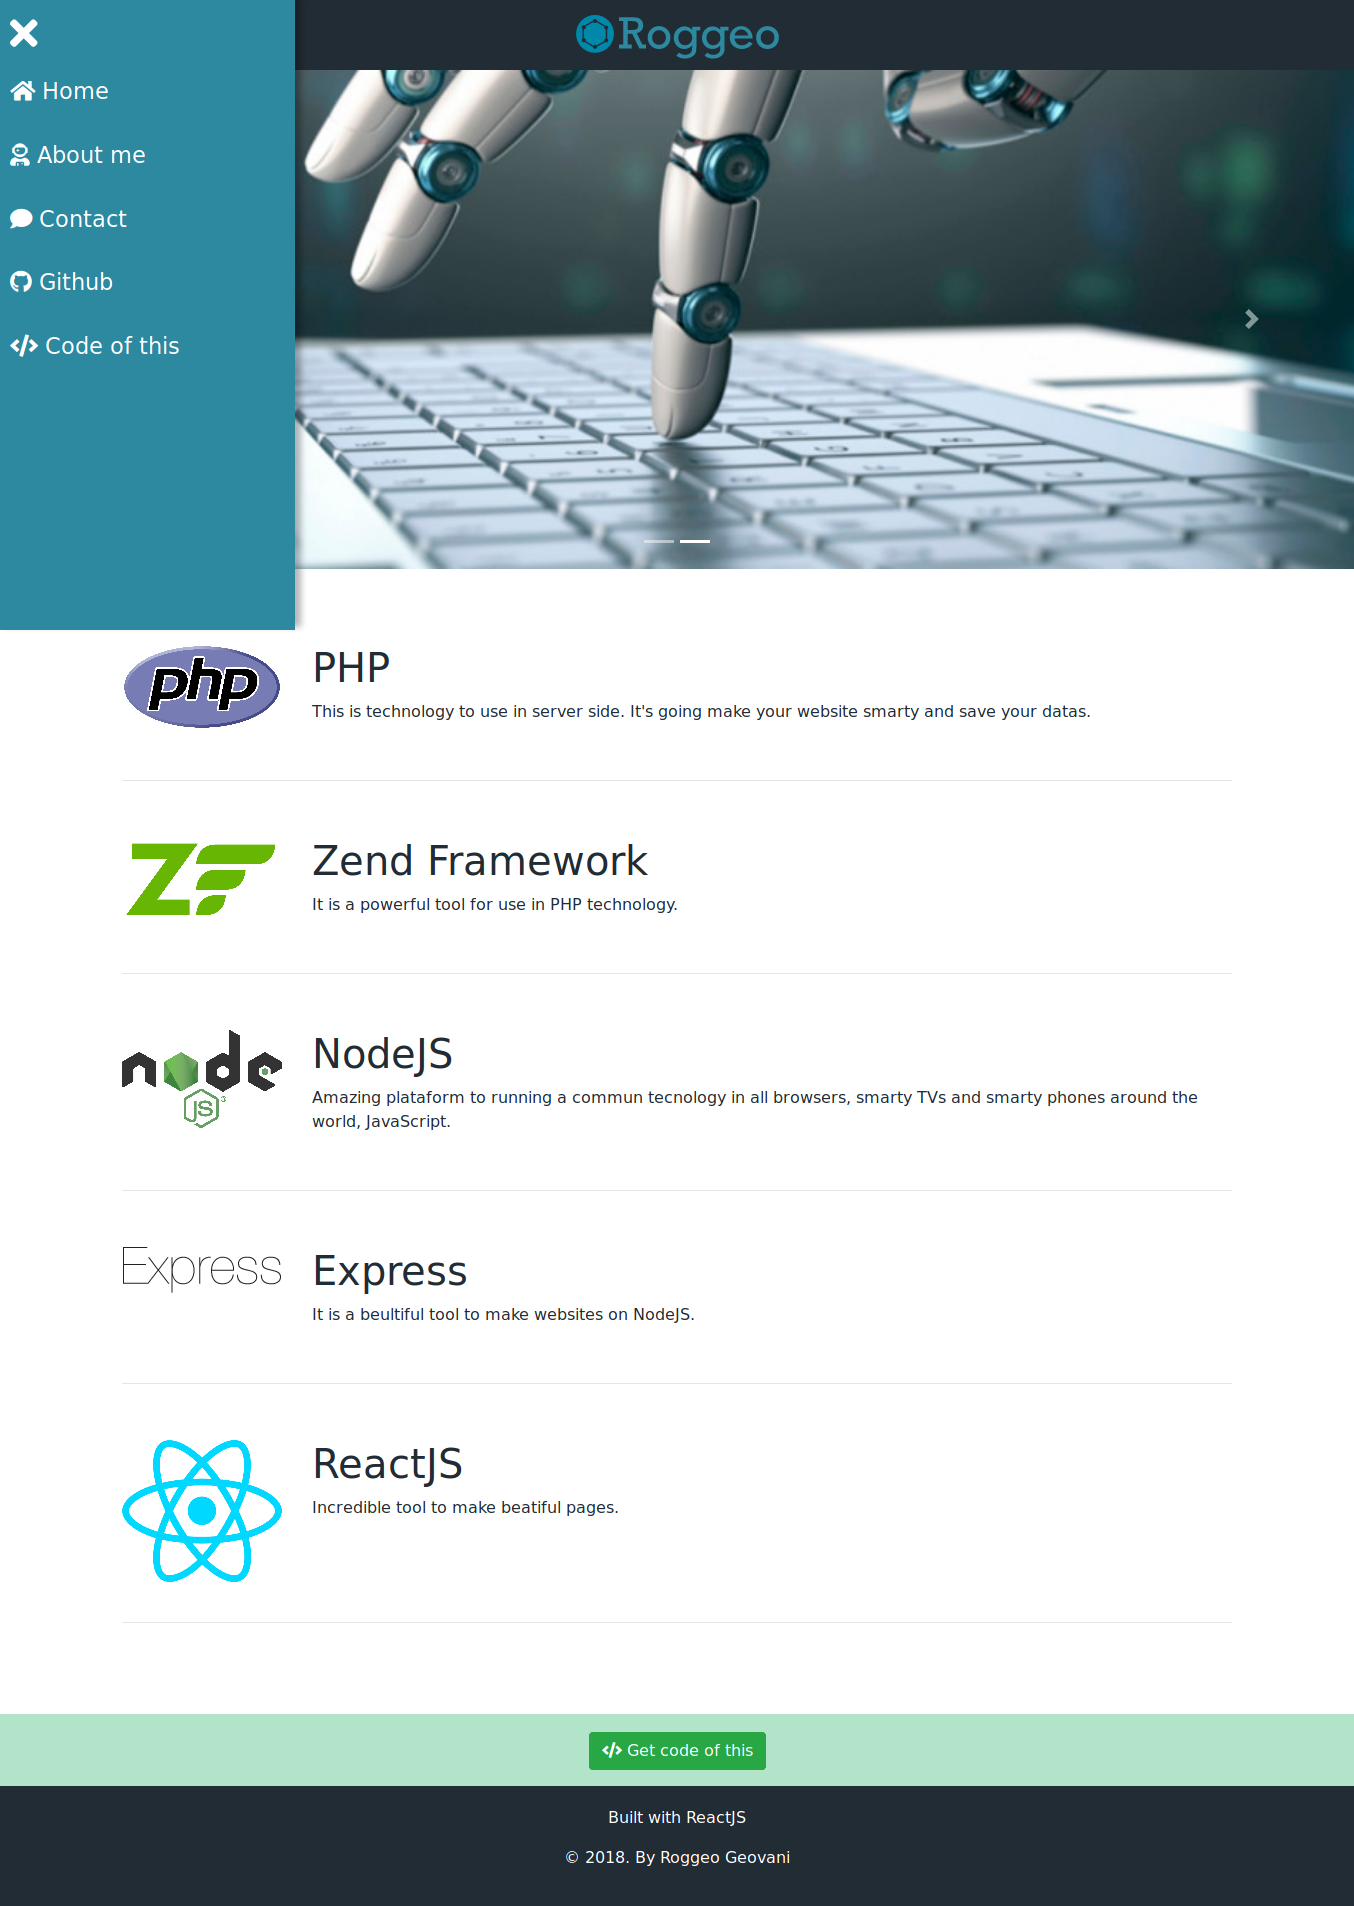 Roggeo
Home
About me
Contact
Github
Code of this
php
PHP
This is technology to use in server side. It's going make your website smarty and save your datas.
ZF
Zend Framework
It is a powerful tool for use in PHP technology.
node
JS
NodeJS
Amazing plataform to running a commun tecnology in all browsers, smarty TVs and smarty phones around the
world, JavaScript.
Express
Express
It is a beultiful tool to make websites on NodeJS.
ReactJS
Incredible tool to make beatiful pages.
Get code of this
Built with ReactJS
© 2018. By Roggeo Geovani